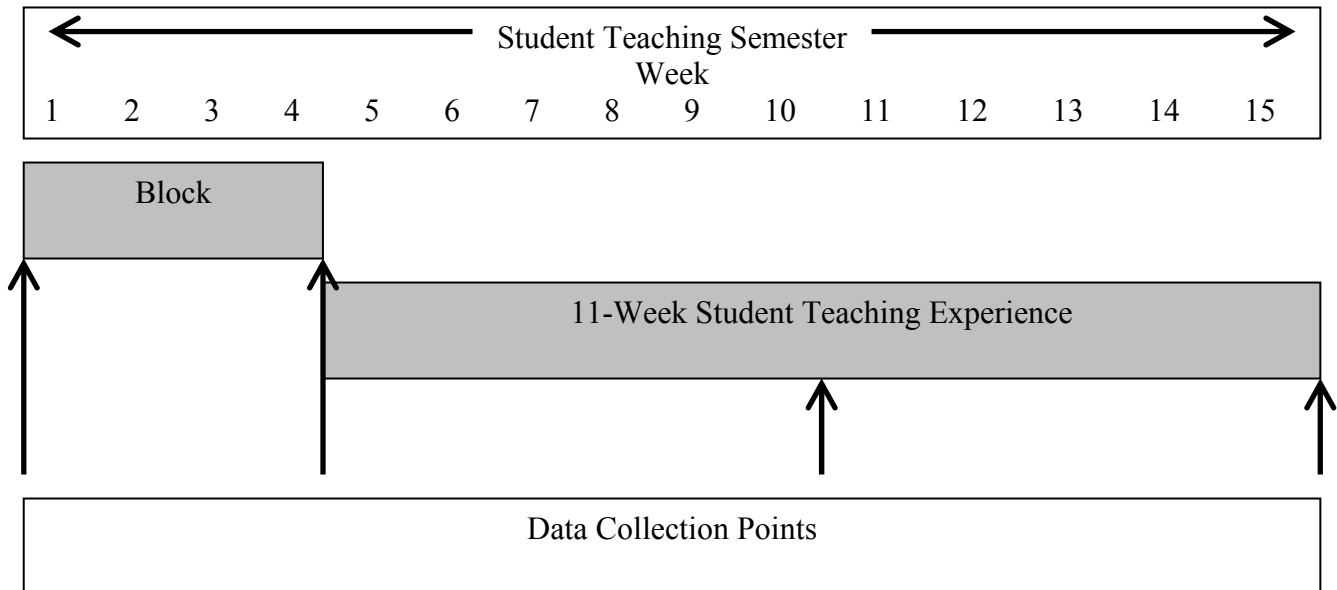 Student Teaching Semester
Week
1 2 3 4 5 6 7 8 9 10 11 12 13 14 15
Block
11-Week Student Teaching Experience
Data Collection Points